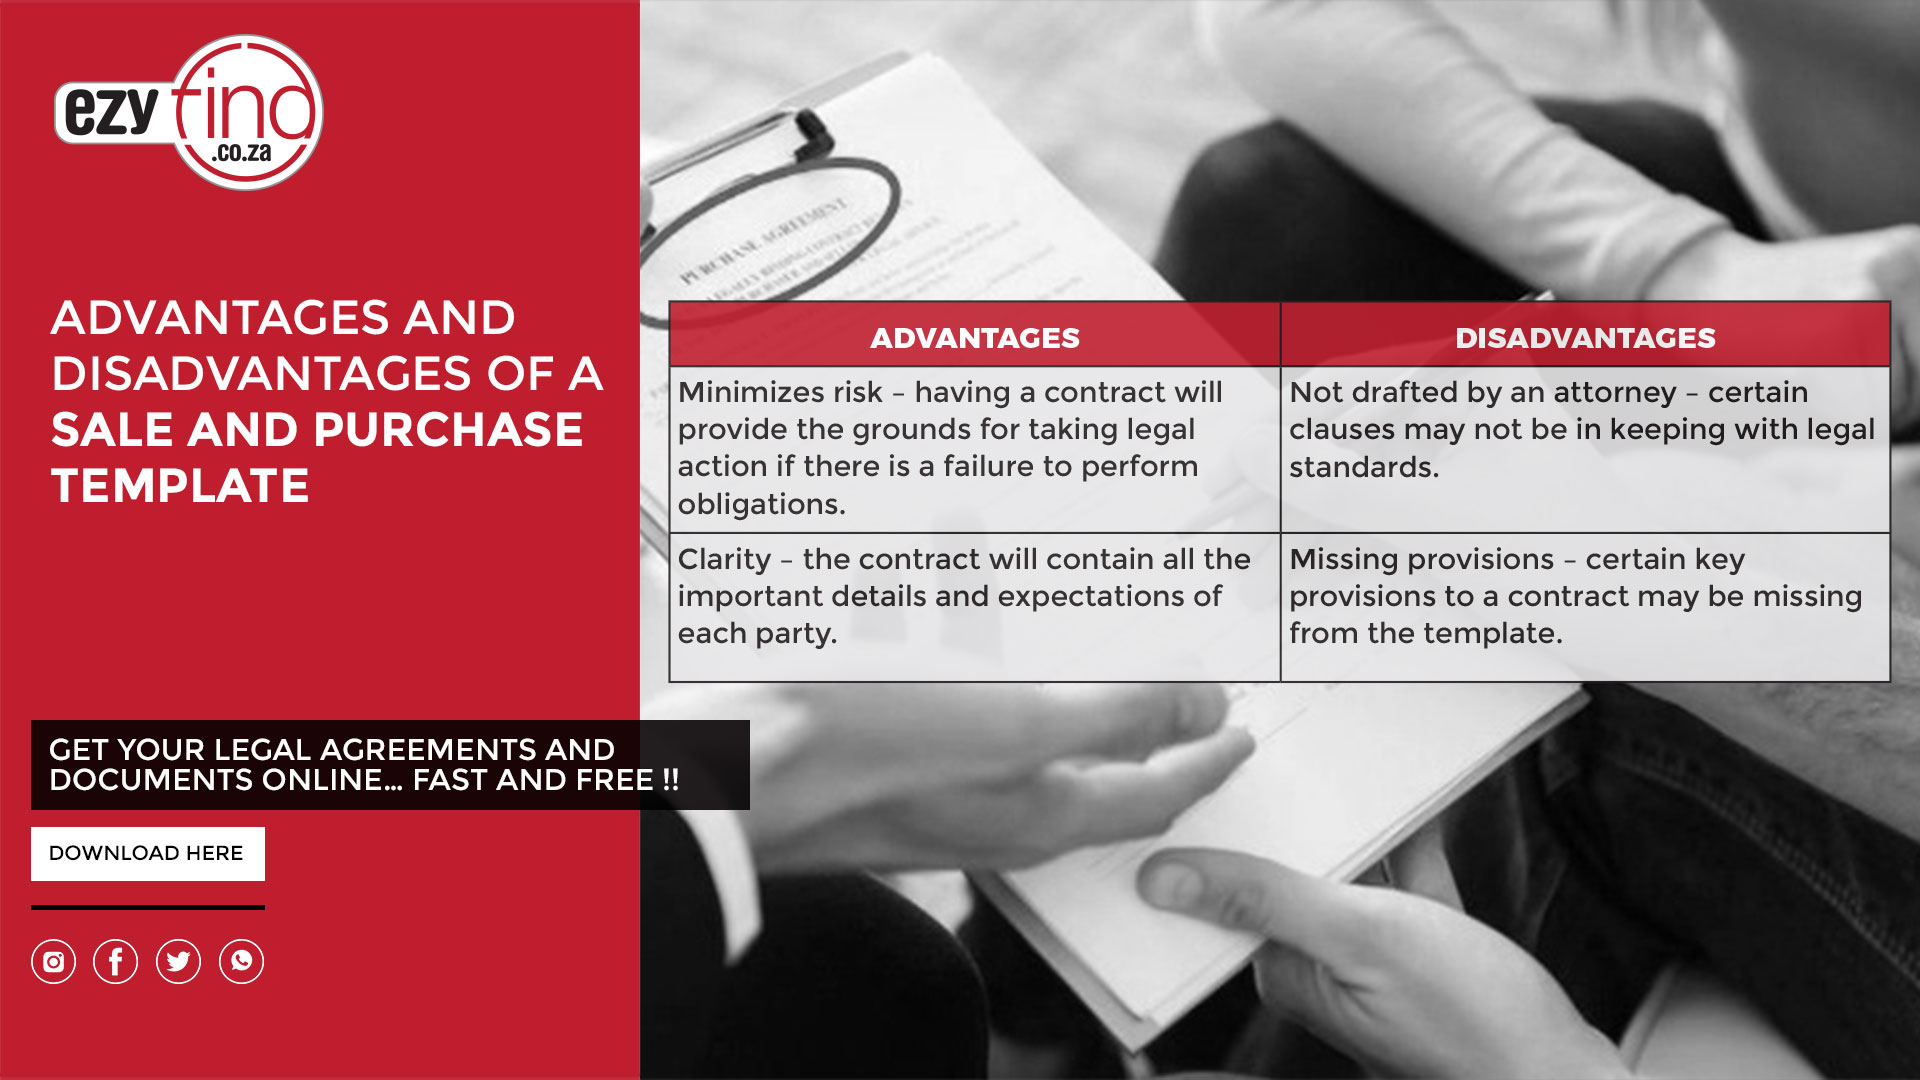 ezy find
.co.za
ADVANTAGES AND
DISADVANTAGES OF A
SALE AND PURCHASE
TEMPLATE
PURCHASE AGREEMENT
ADVANTAGES
DISADVANTAGES
Minimizes risk – having a contract will
provide the grounds for taking legal
action if there is a failure to perform
obligations.
Not drafted by an attorney – certain
clauses may not be in keeping with legal
standards.
Clarity – the contract will contain all the
important details and expectations of
each party.
Missing provisions – certain key
provisions to a contract may be missing
from the template.
GET YOUR LEGAL AGREEMENTS AND
DOCUMENTS ONLINE... FAST AND FREE !!
DOWNLOAD HERE